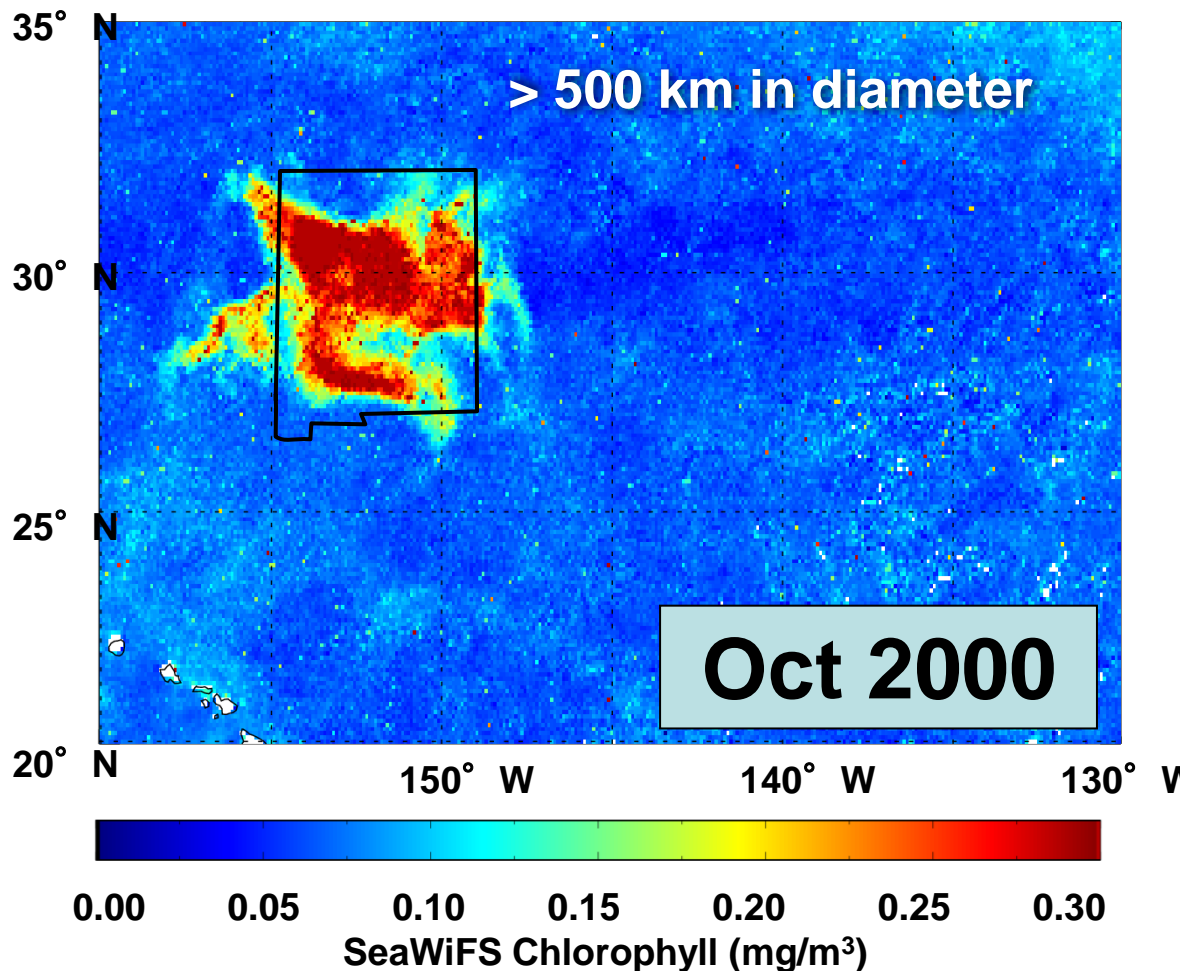 35° N
> 500 km in diameter
30° N
25° N
Oct 2000
20° N
150° W
140° W
130° W
0.00 0.05 0.10 0.15 0.20 0.25 0.30
SeaWiFS Chlorophyll (mg/m³)